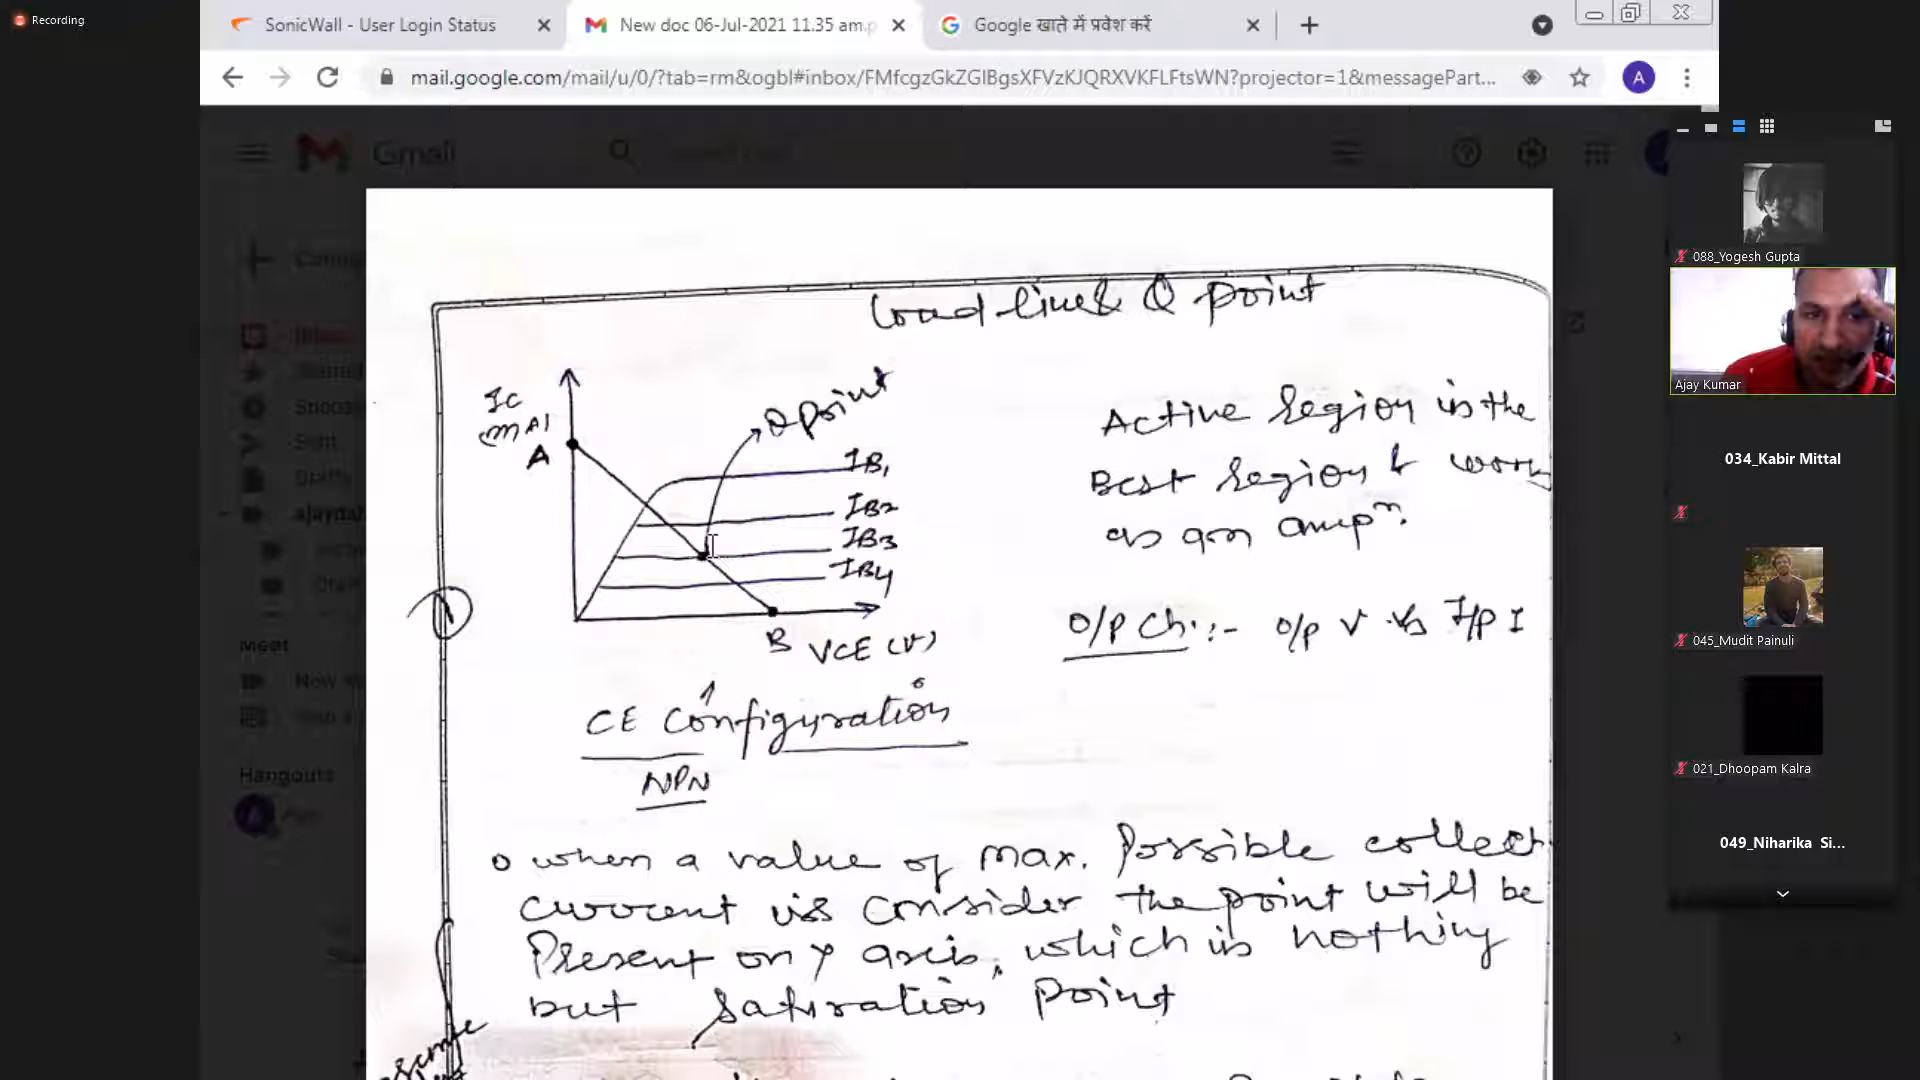 Recording
SonicWall - User Login Status
New doc 06-Jul-2021 11.35 am.p
Google खाते में प्रवेश करें
mail.google.com/mail/u/0/?tab=rm&ogbl#inbox/FMfcgzGkZGlBgsXFVzKJQRXVKFLFtsWN?projector=1&messagePart...
A
Gmail
Load line & Q point
Ic
(mA)
A
Q point
IB1
IB2
IB3
IB4
B VCE (V)
Active region is the
Best region to work
as an ampn.
O/P Ch. :- O/p V Vs I/p I
CE Configuration
NPN
o when a value of max. Possible collect
current is consider the point will be
Present on Y axis, which is nothing
but saturation point
Meet
Hangouts
088_Yogesh Gupta
Ajay Kumar
034_Kabir Mittal
045_Mudit Painuli
021_Dhoopam Kalra
049_Niharika Si...